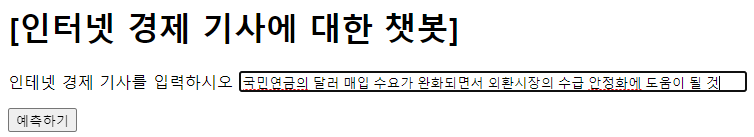 [인터넷 경제 기사에 대한 챗봇]
인테넷 경제 기사를 입력하시오 국민연금의 달러 매입 수요가 완화되면서 외환시장의 수급 안정화에 도움이 될 것
예측하기